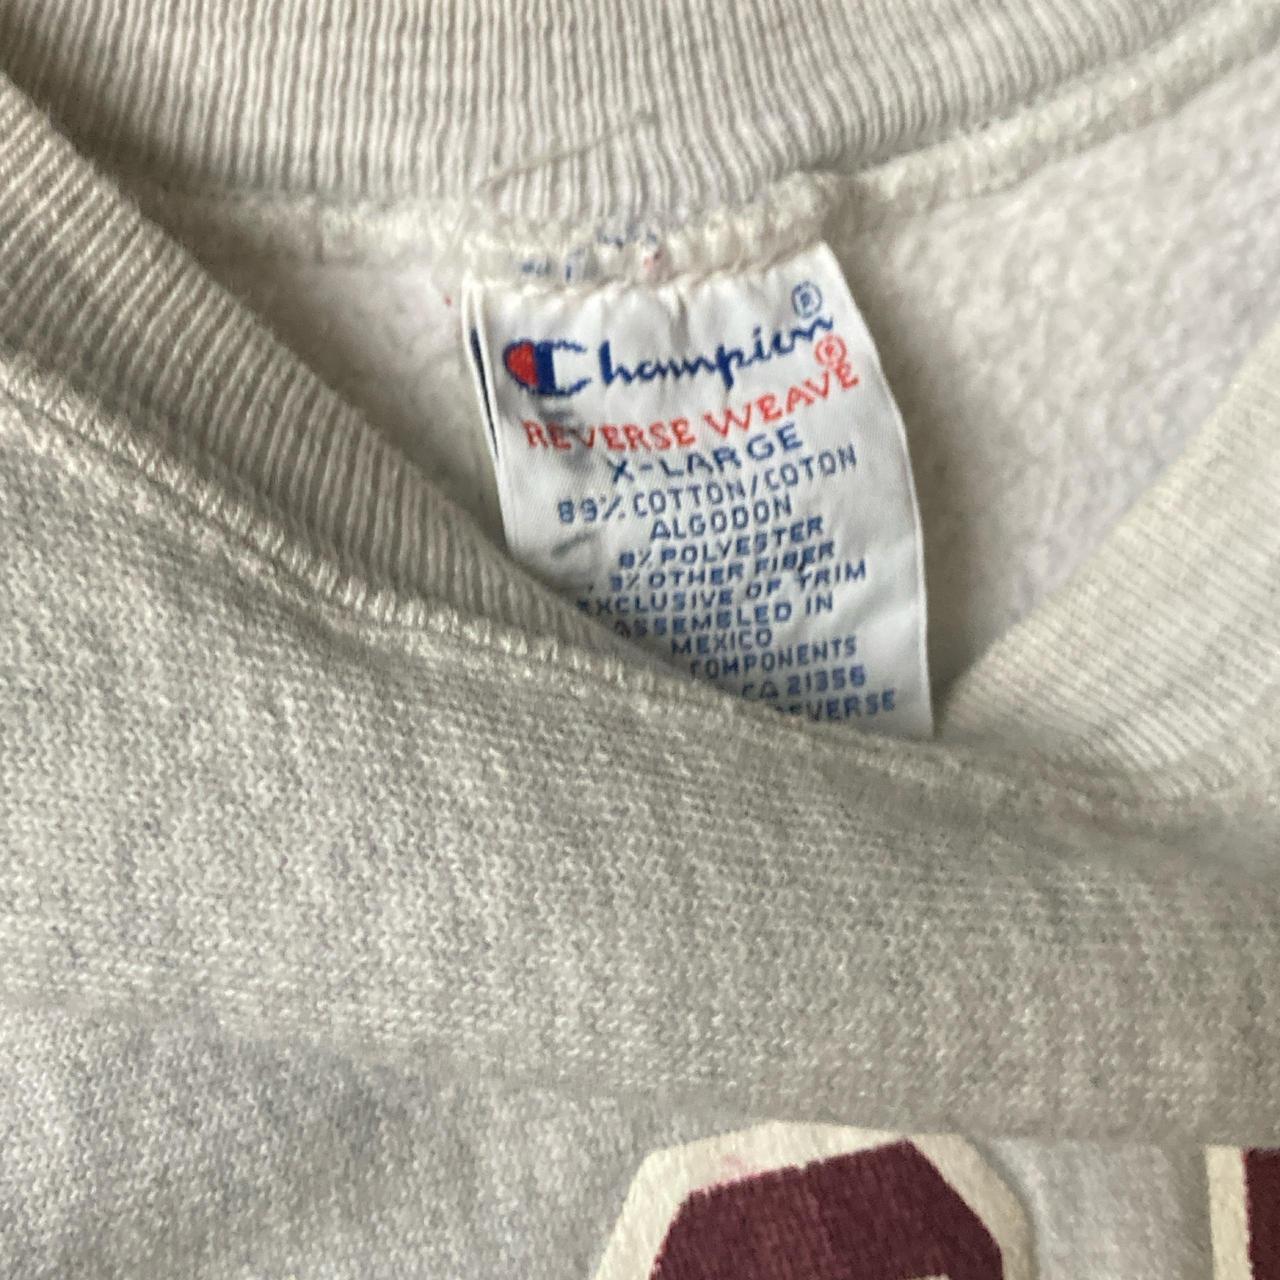 Champion®
REVERSE WEAVE®
X-LARGE
89% COTTON/COTON
ALGODON
8% POLYESTER
3% OTHER FIBER
EXCLUSIVE OF TRIM
ASSEMBLED IN
MEXICO
COMPONENTS
CA 21356
REVERSE